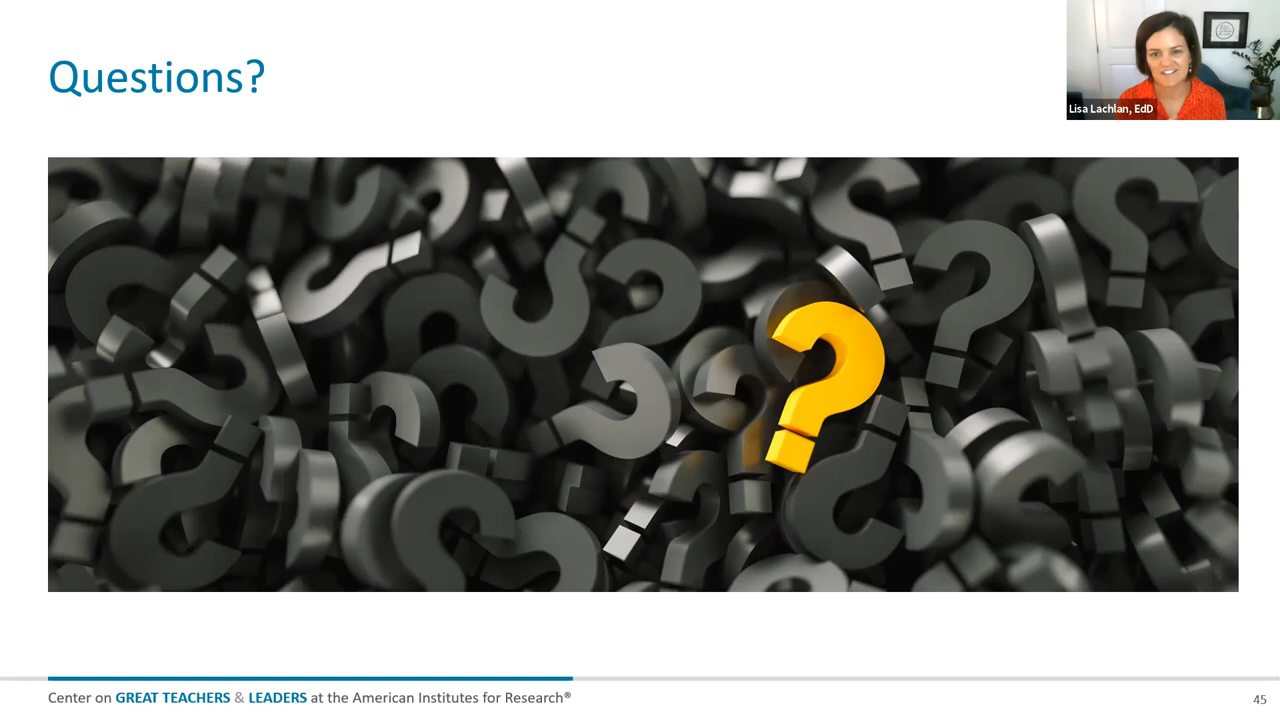 Questions?
Lisa Lachlan, EdD
Center on GREAT TEACHERS & LEADERS at the American Institutes for Research®
45